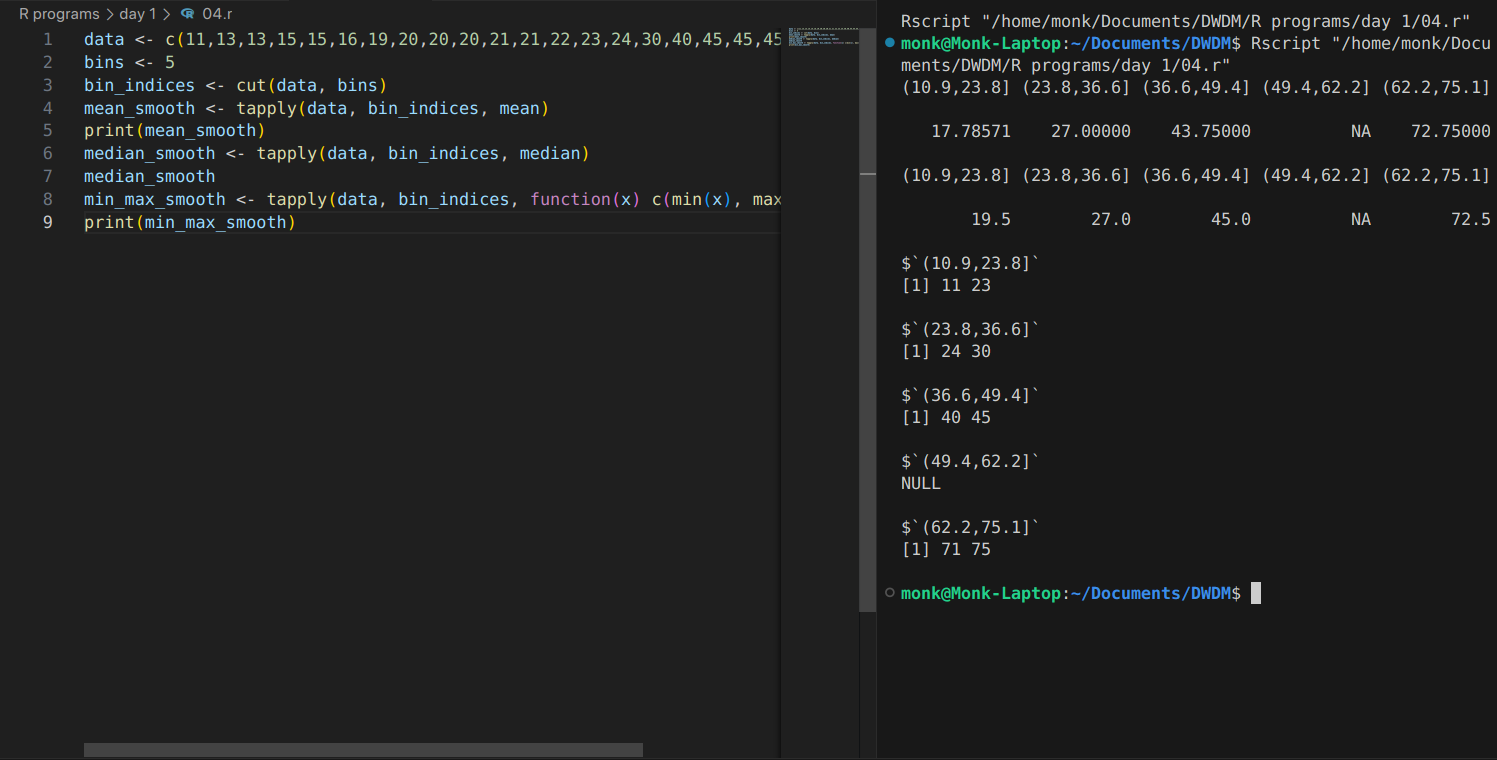 R programs > day 1 > 04.r
1 data <- c(11,13,13,15,15,16,19,20,20,20,21,21,22,23,24,30,40,45,45,45
2 bins <- 5
3 bin_indices <- cut(data, bins)
4 mean_smooth <- tapply(data, bin_indices, mean)
5 print(mean_smooth)
6 median_smooth <- tapply(data, bin_indices, median)
7 median_smooth
8 min_max_smooth <- tapply(data, bin_indices, function(x) c(min(x), max
9 print(min_max_smooth)
Rscript "/home/monk/Documents/DWDM/R programs/day 1/04.r"
monk@Monk-Laptop:~/Documents/DWDM$ Rscript "/home/monk/Docu
ments/DWDM/R programs/day 1/04.r"
(10.9,23.8] (23.8,36.6] (36.6,49.4] (49.4,62.2] (62.2,75.1]
17.78571 27.00000 43.75000 NA 72.75000
(10.9,23.8] (23.8,36.6] (36.6,49.4] (49.4,62.2] (62.2,75.1]
19.5 27.0 45.0 NA 72.5
$`(10.9,23.8]`
[1] 11 23
$`(23.8,36.6]`
[1] 24 30
$`(36.6,49.4]`
[1] 40 45
$`(49.4,62.2]`
NULL
$`(62.2,75.1]`
[1] 71 75
monk@Monk-Laptop:~/Documents/DWDM$